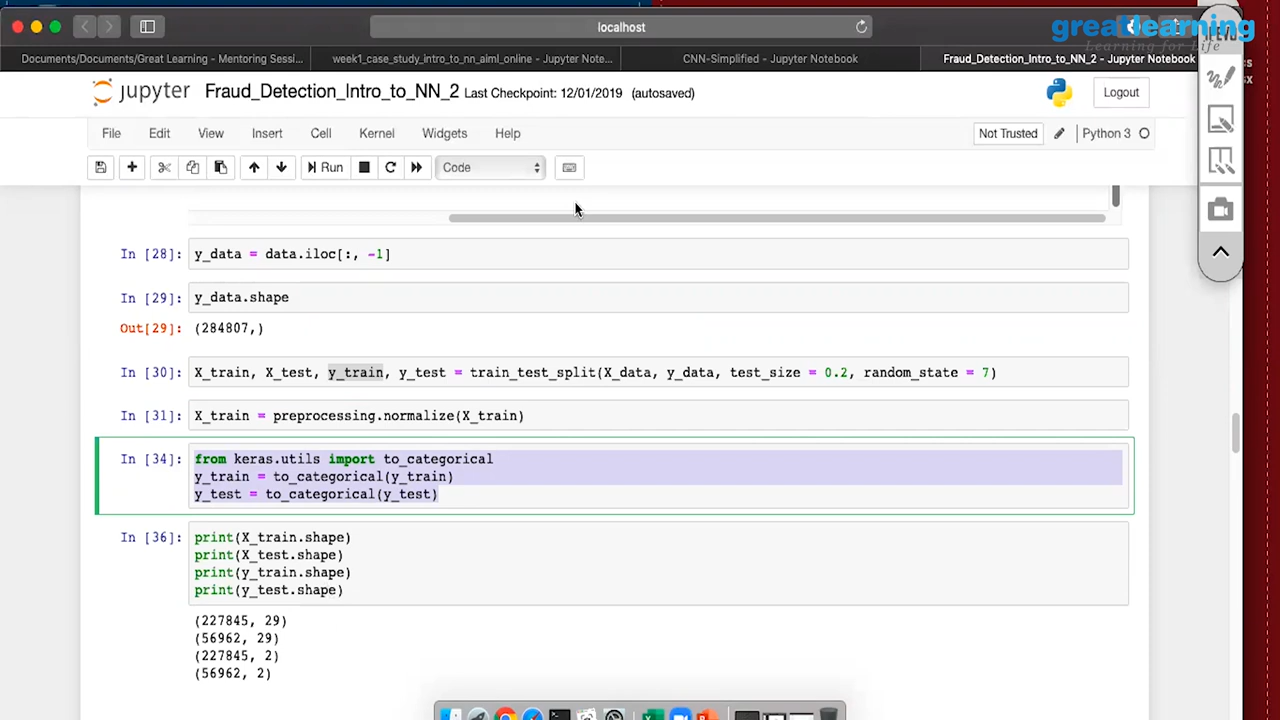 localhost
greatlearning
Learning for Life
Documents/Documents/Great Learning - Mentoring Sessi...
week1_case_study_intro_to_nn_aiml_online - Jupyter Note...
CNN-Simplified - Jupyter Notebook
Fraud_Detection_Intro_to_NN_2 - Jupyter Notebook
jupyter Fraud_Detection_Intro_to_NN_2 Last Checkpoint: 12/01/2019 (autosaved)
Logout
File Edit View Insert Cell Kernel Widgets Help
Not Trusted
Python 3
Run
Code
In [28]: y_data = data.iloc[:, -1]
In [29]: y_data.shape
Out[29]: (284807,)
In [30]: X_train, X_test, y_train, y_test = train_test_split(X_data, y_data, test_size = 0.2, random_state = 7)
In [31]: X_train = preprocessing.normalize(X_train)
In [34]: from keras.utils import to_categorical
y_train = to_categorical(y_train)
y_test = to_categorical(y_test)
In [36]: print(X_train.shape)
print(X_test.shape)
print(y_train.shape)
print(y_test.shape)
(227845, 29)
(56962, 29)
(227845, 2)
(56962, 2)